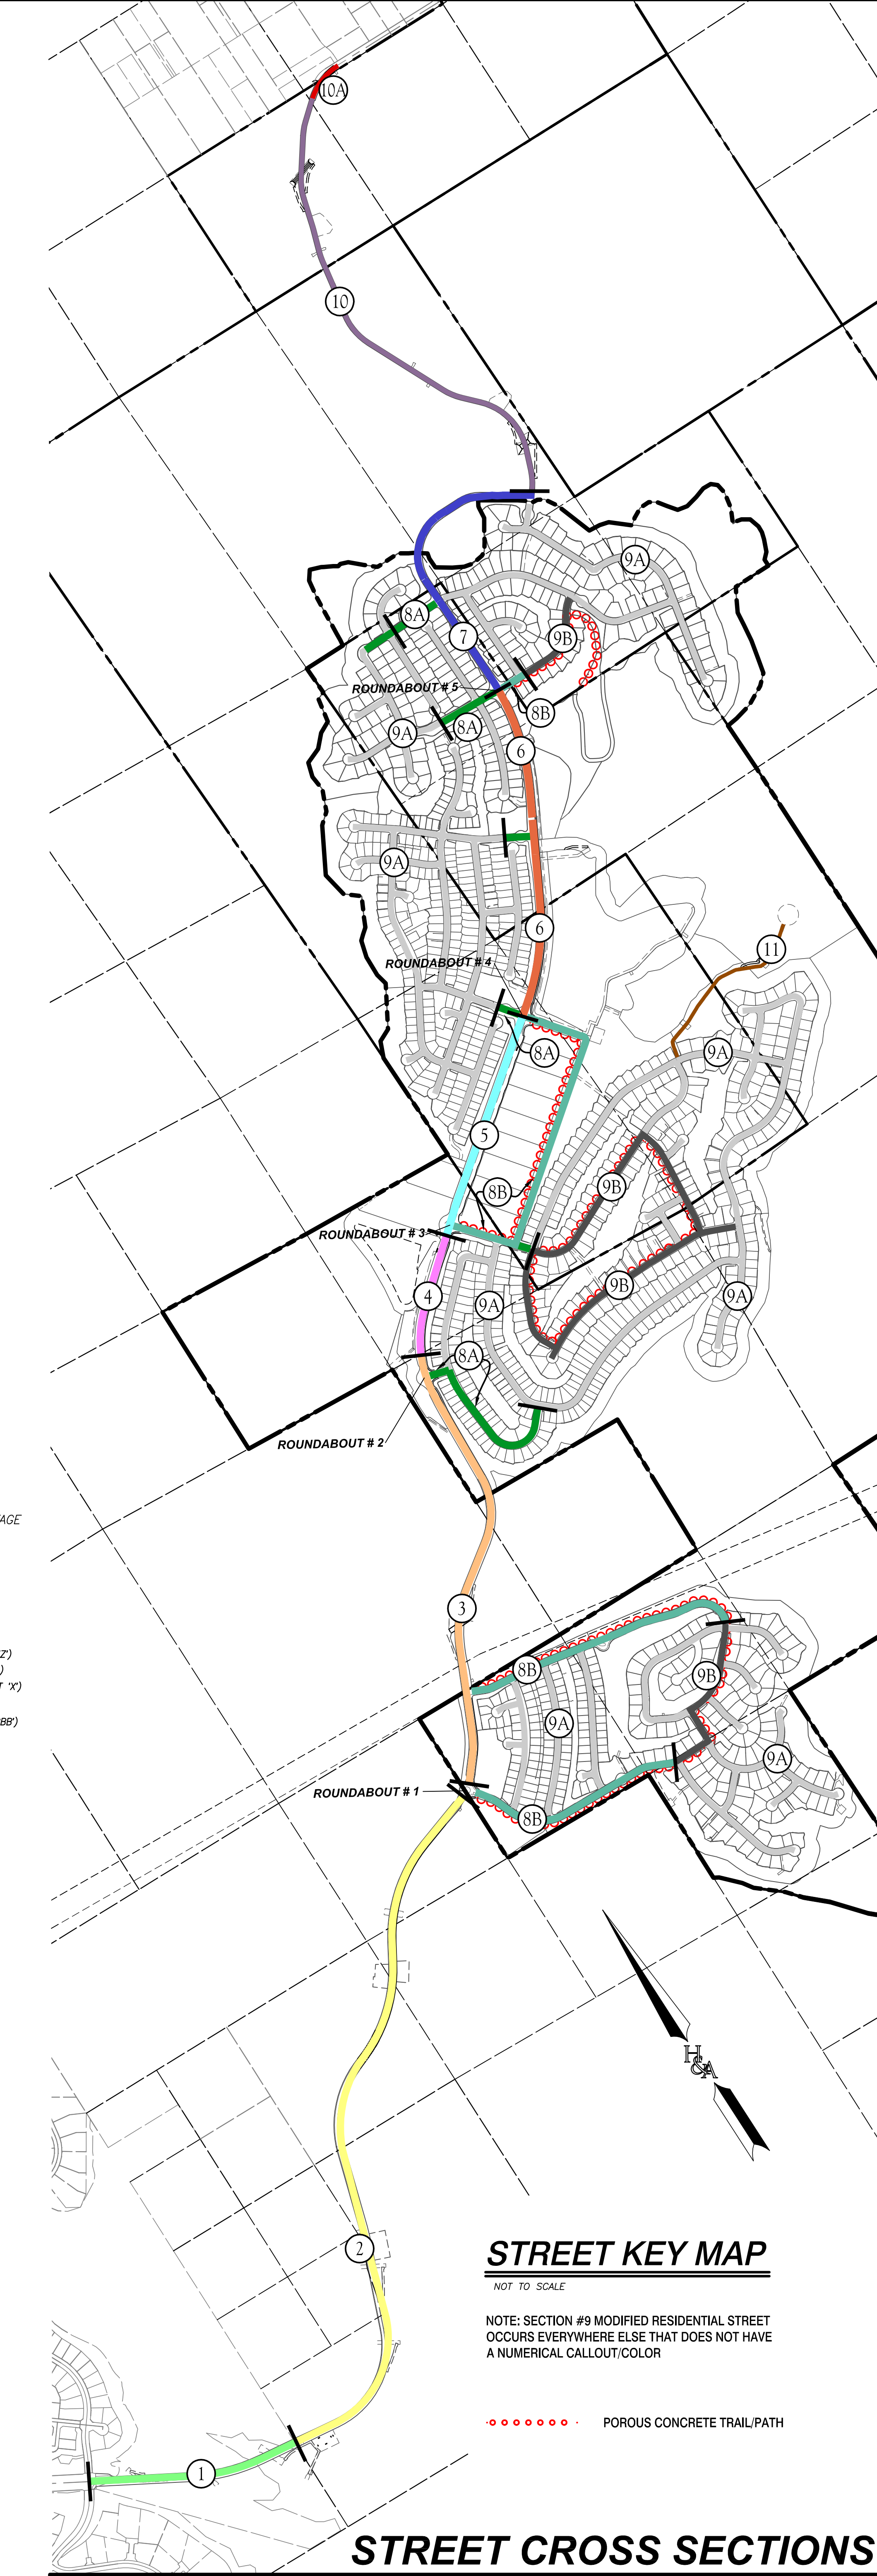 10A
10
9A
8A
7
9B
ROUNDABOUT # 5
8B
9A
8A
6
9A
6
11
ROUNDABOUT # 4
8A
9A
5
8B
9B
ROUNDABOUT # 3
4
9A
9B
9A
8A
ROUNDABOUT # 2
AGE
3
Z')
)
T 'X')
BB')
8B
9B
9A
9A
ROUNDABOUT # 1
8B
H&A
2
STREET KEY MAP
NOT TO SCALE
NOTE: SECTION #9 MODIFIED RESIDENTIAL STREET
OCCURS EVERYWHERE ELSE THAT DOES NOT HAVE
A NUMERICAL CALLOUT/COLOR
POROUS CONCRETE TRAIL/PATH
1
STREET CROSS SECTIONS